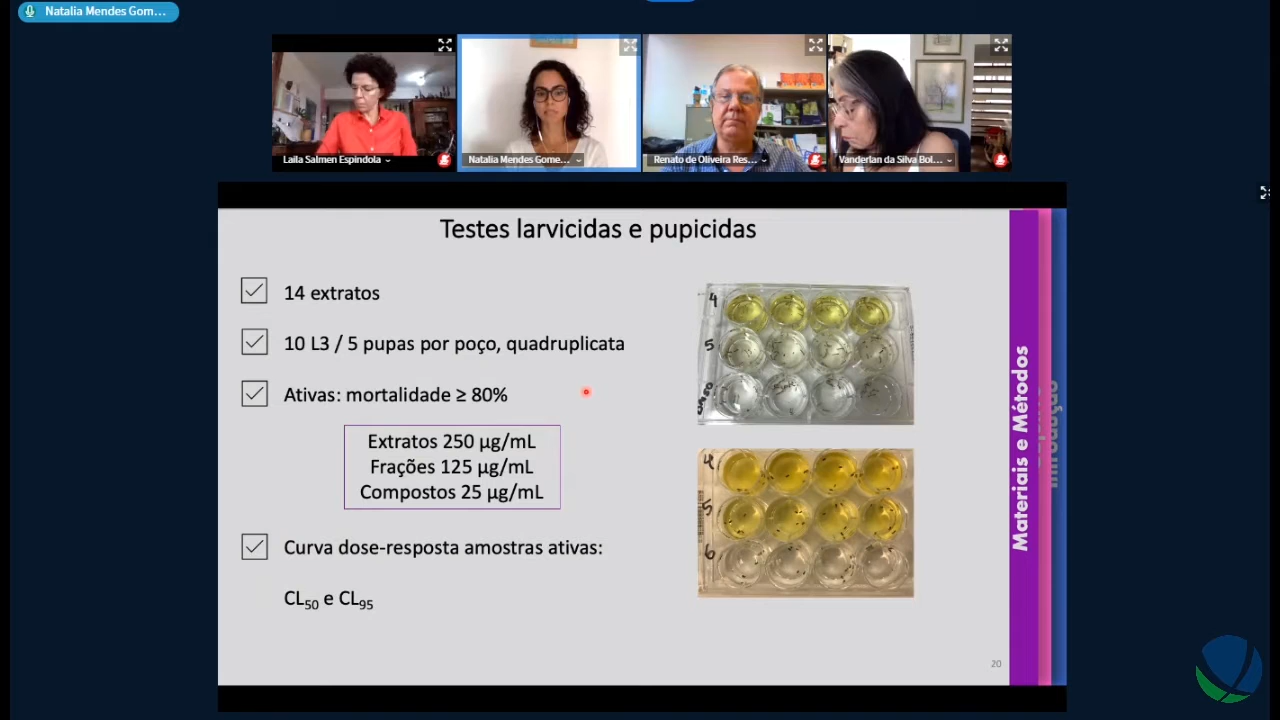 Natalia Mendes Gom...
Laila Salmen Espindola
Natalia Mendes Gome...
Renato de Oliveira Res...
Vanderlan da Silva Bol...
Testes larvicidas e pupicidas
14 extratos
10 L3 / 5 pupas por poço, quadruplicata
Ativas: mortalidade ≥ 80%
Extratos 250 µg/mL
Frações 125 µg/mL
Compostos 25 µg/mL
Curva dose-resposta amostras ativas:
CL50 e CL95
4
5
4
5
6
Materiais e Métodos
Introdução
20